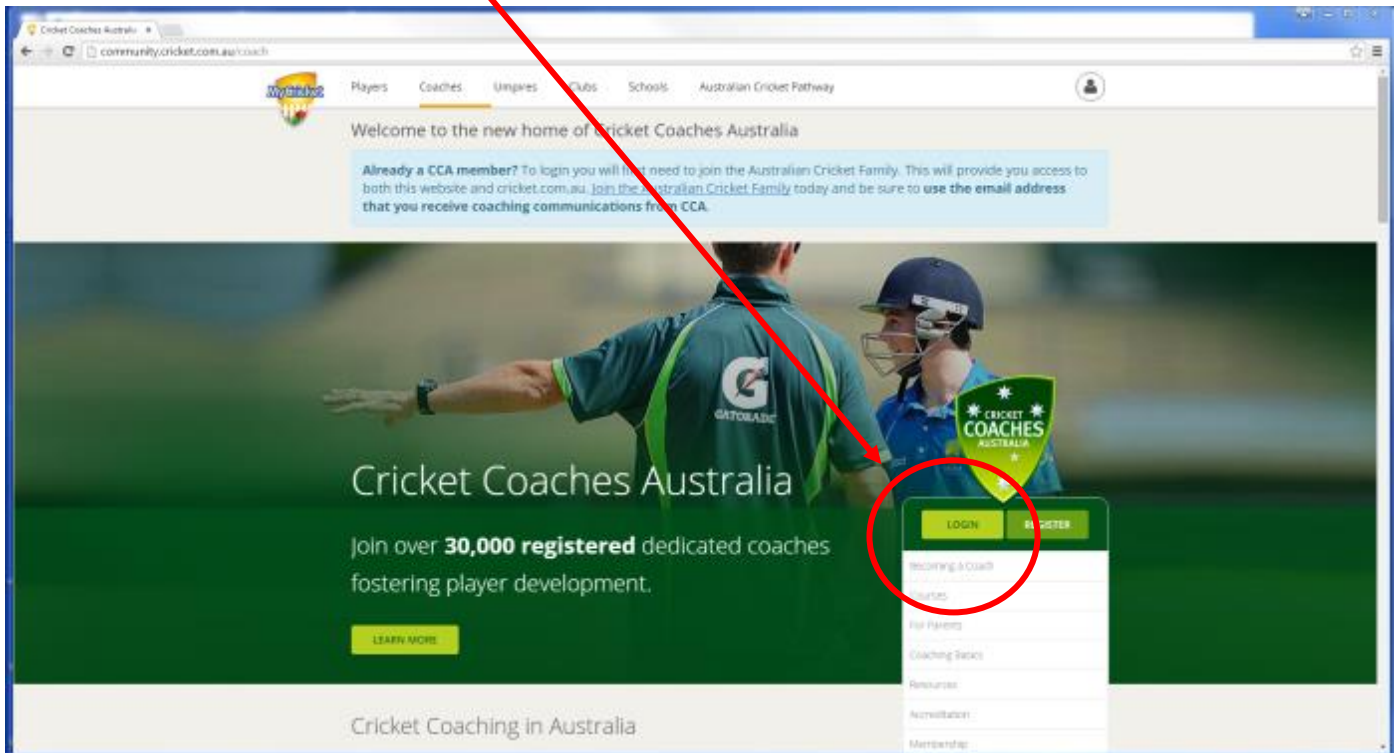 Cricket Coaches Australi
community.cricket.com.au/coach
MyCricket
Players Coaches Umpires Clubs Schools Australian Cricket Pathway
Welcome to the new home of Cricket Coaches Australia
Already a CCA member? To login you will first need to join the Australian Cricket Family. This will provide you access to
both this website and cricket.com.au. Join the Australian Cricket Family today and be sure to use the email address
that you receive coaching communications from CCA.
G
GATORADE
CRICKET
COACHES
AUSTRALIA
Cricket Coaches Australia
Join over 30,000 registered dedicated coaches
fostering player development.
LEARN MORE
LOGIN REGISTER
Becoming a Coach
Courses
For Parents
Coaching Basics
Resources
Accreditation
Membership
Cricket Coaching in Australia